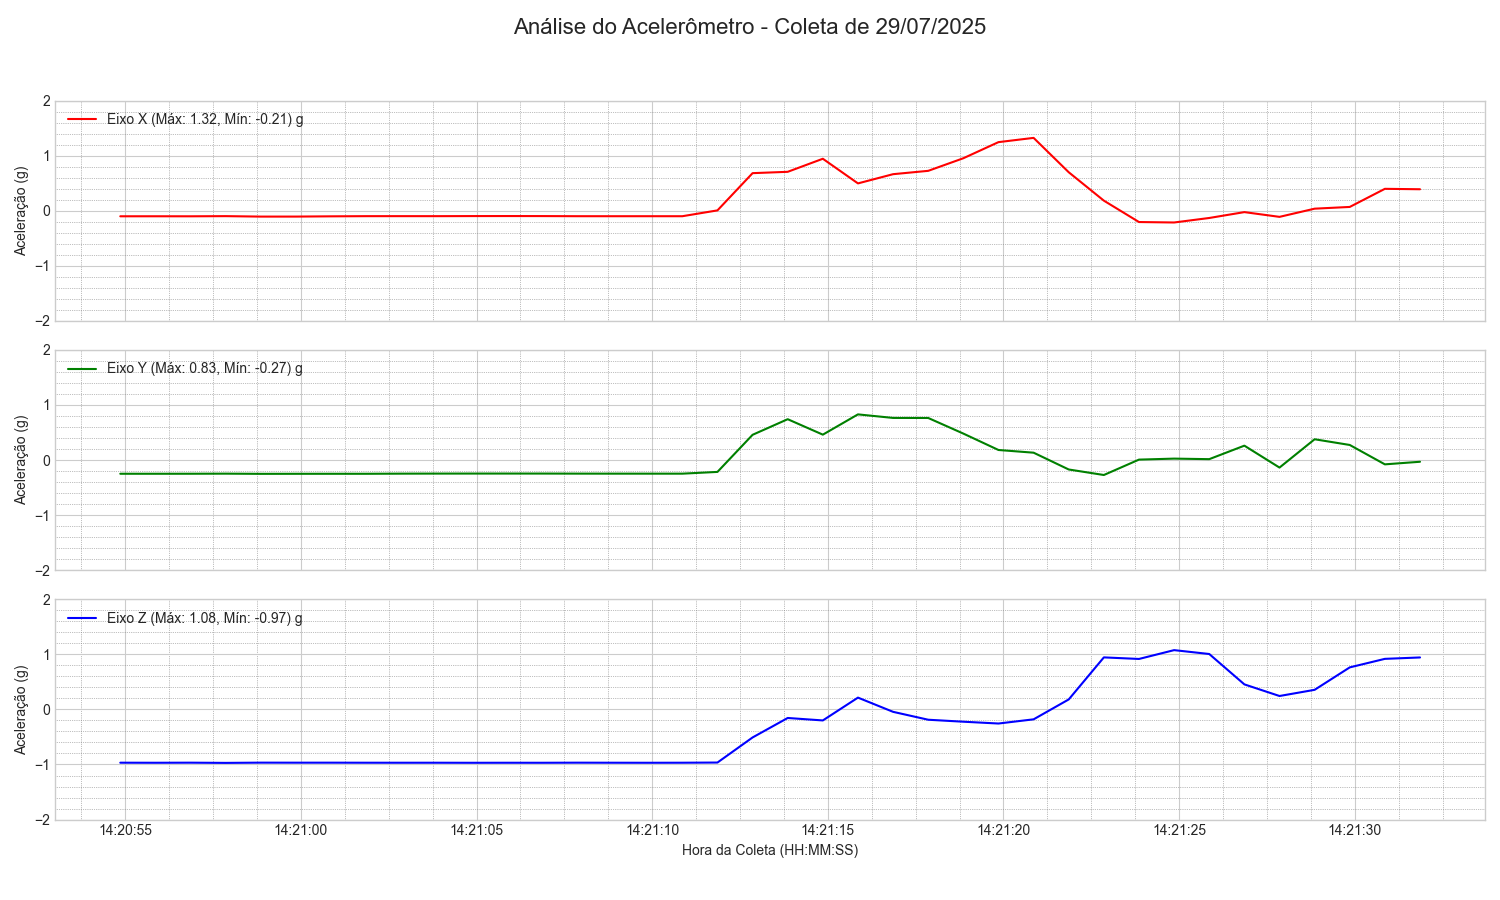 Análise do Acelerômetro - Coleta de 29/07/2025
2
Eixo X (Máx: 1.32, Mín: -0.21) g
1
0
−1
−2
Aceleração (g)
2
Eixo Y (Máx: 0.83, Mín: -0.27) g
1
0
−1
−2
Aceleração (g)
2
Eixo Z (Máx: 1.08, Mín: -0.97) g
1
0
−1
−2
Aceleração (g)
14:20:55 14:21:00 14:21:05 14:21:10 14:21:15 14:21:20 14:21:25 14:21:30
Hora da Coleta (HH:MM:SS)